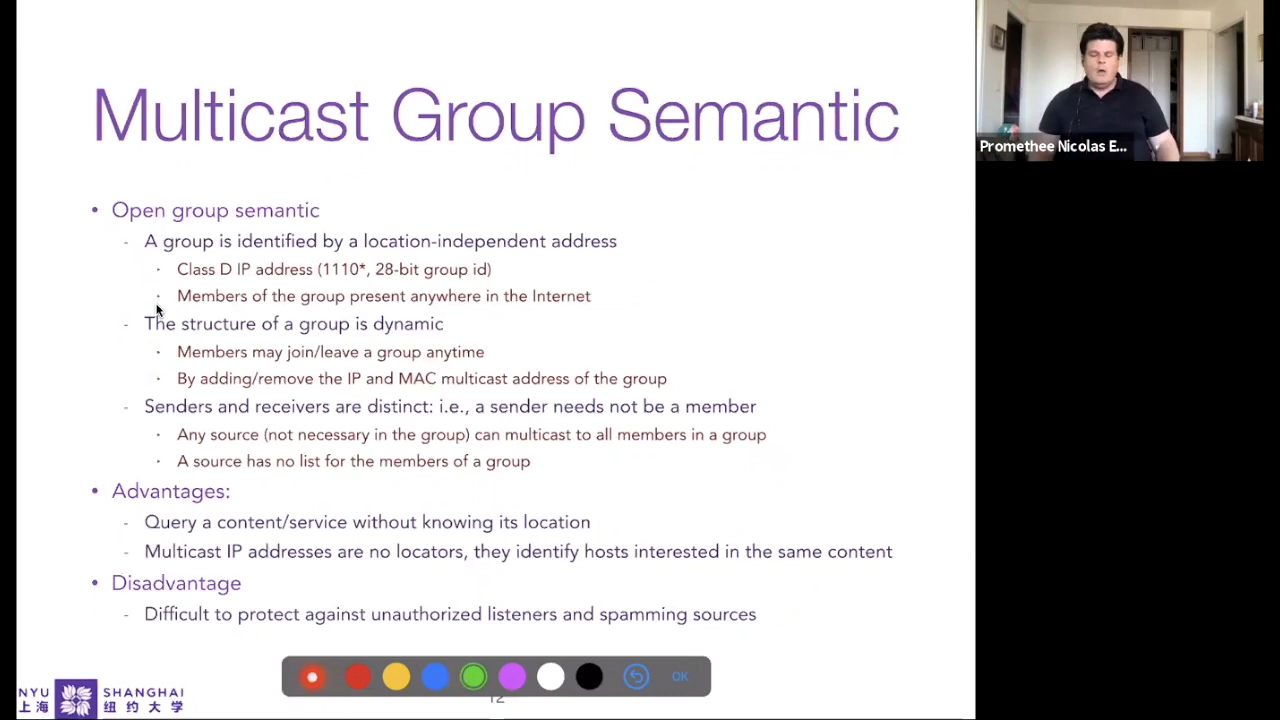 Multicast Group Semantic
• Open group semantic
- A group is identified by a location-independent address
· Class D IP address (1110*, 28-bit group id)
· Members of the group present anywhere in the Internet
- The structure of a group is dynamic
· Members may join/leave a group anytime
· By adding/remove the IP and MAC multicast address of the group
- Senders and receivers are distinct: i.e., a sender needs not be a member
· Any source (not necessary in the group) can multicast to all members in a group
· A source has no list for the members of a group
• Advantages:
- Query a content/service without knowing its location
- Multicast IP addresses are no locators, they identify hosts interested in the same content
• Disadvantage
- Difficult to protect against unauthorized listeners and spamming sources
OK
12
NYU SHANGHAI
上海 纽约大学
Promethee Nicolas E...